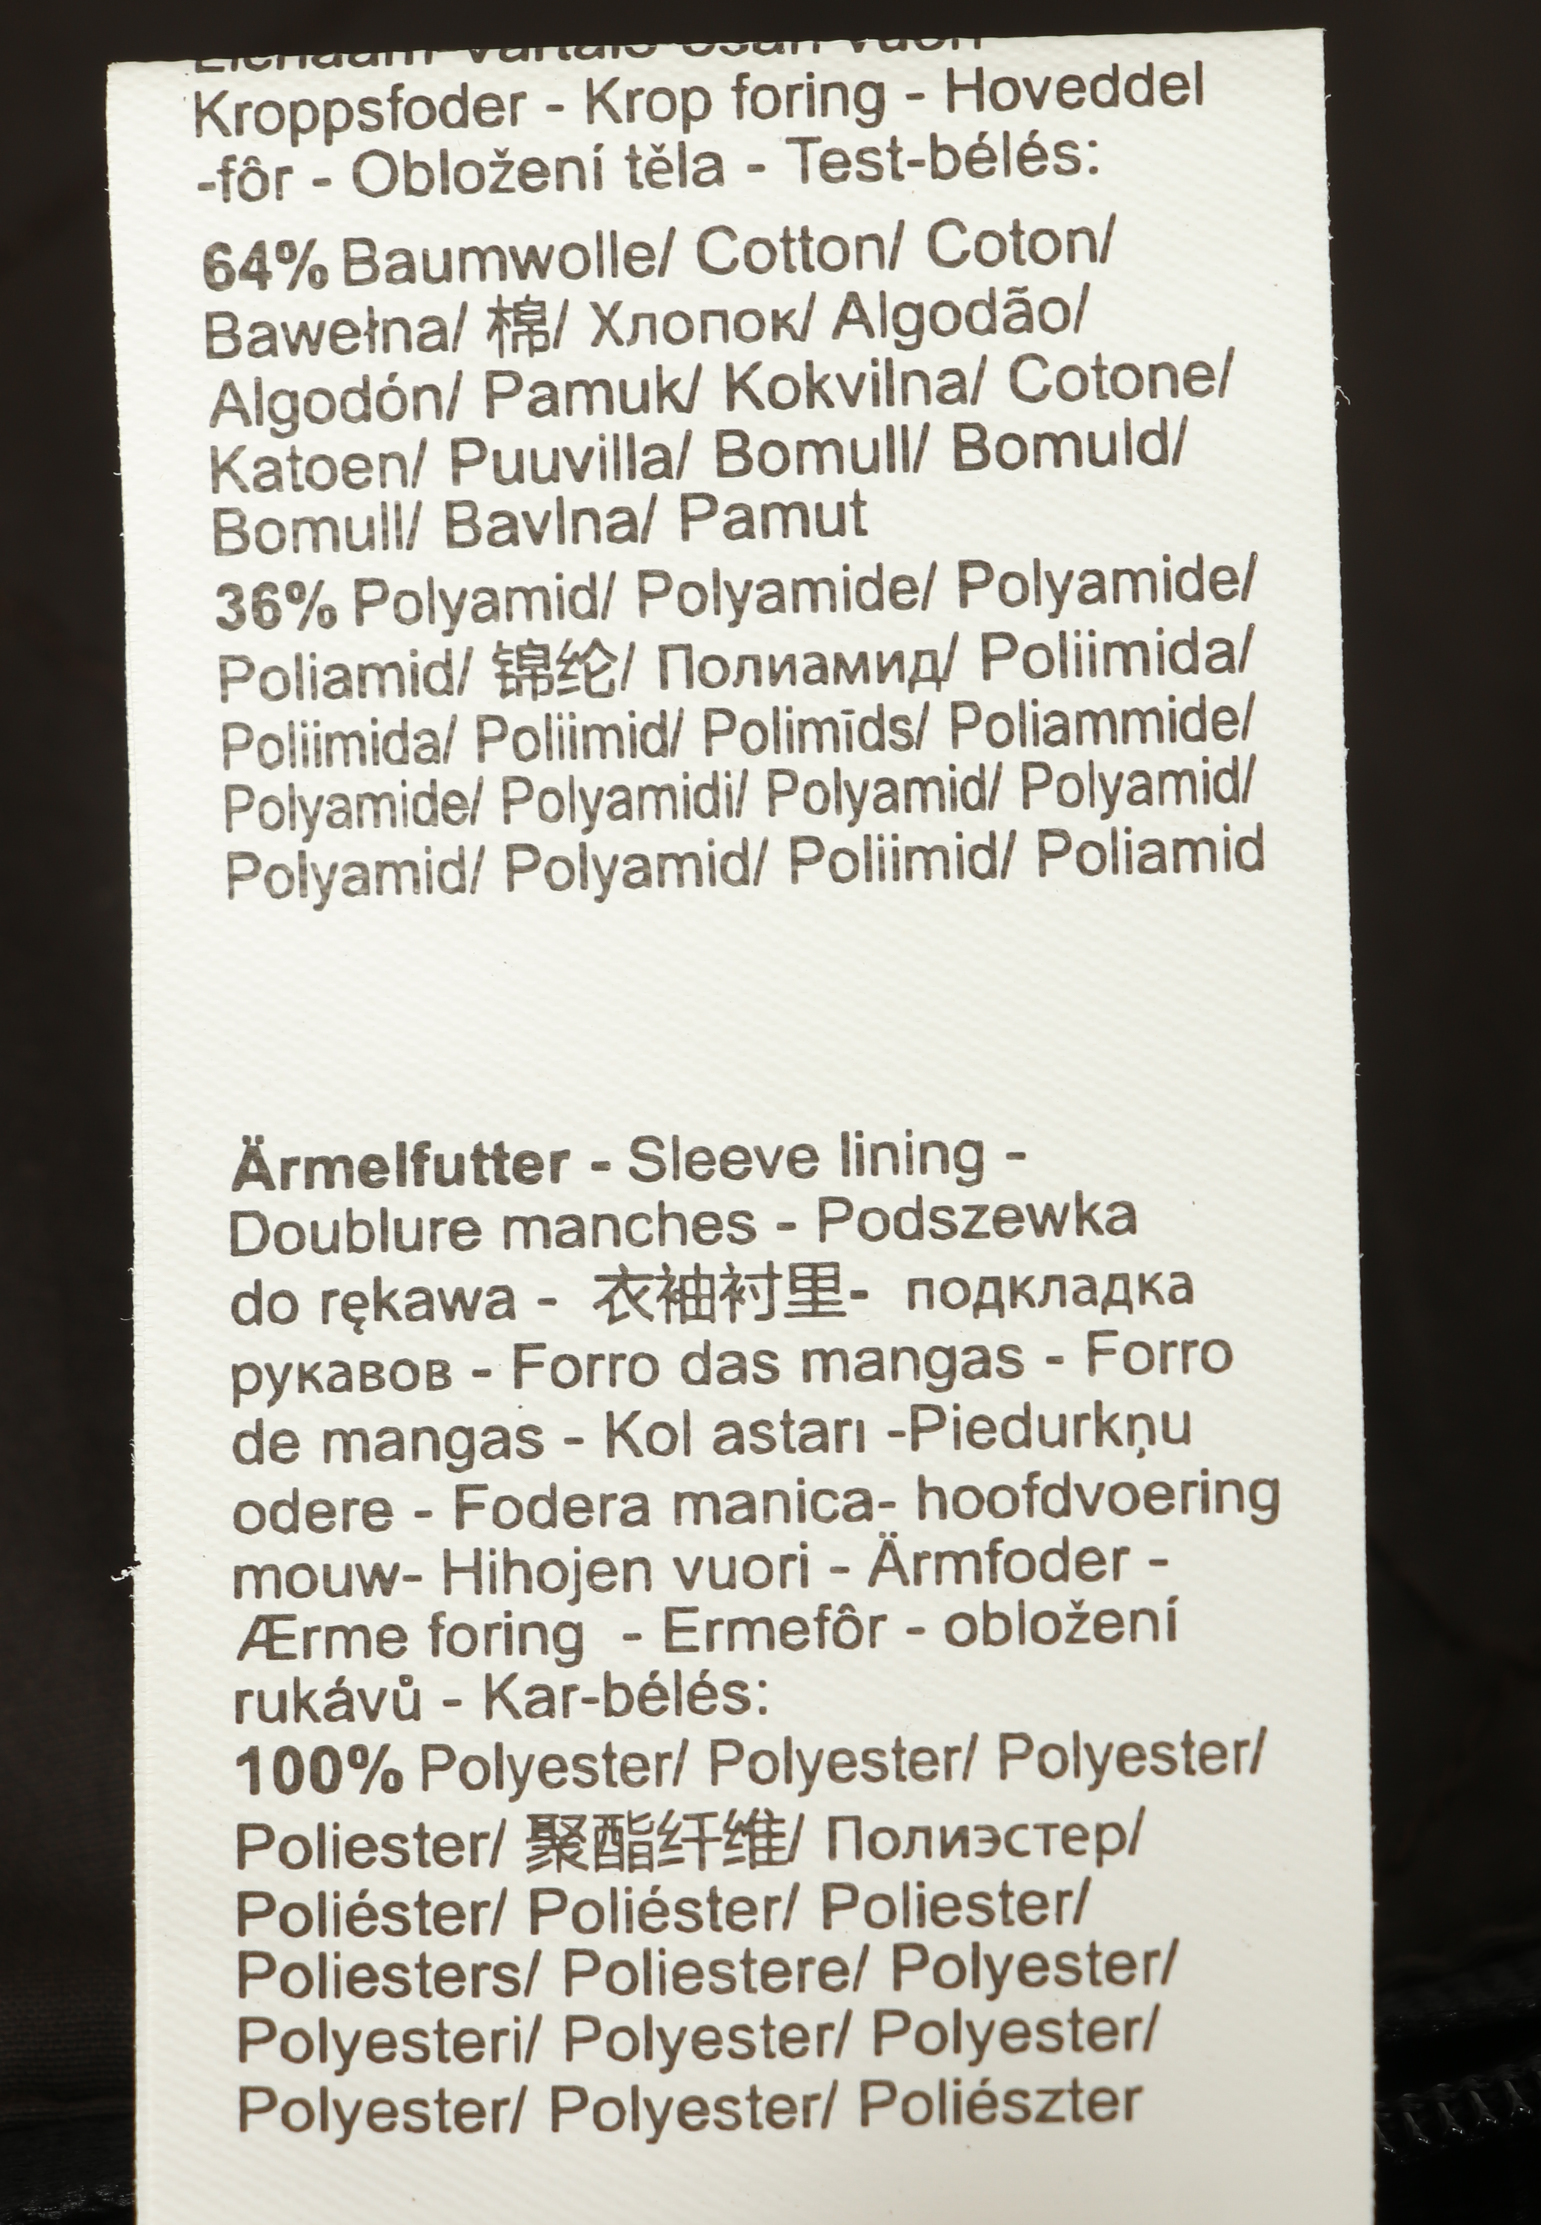 vartalo osan vuori
Kroppsfoder - Krop foring - Hoveddel
-fôr - Obložení těla - Test-bélés:
64% Baumwolle/ Cotton/ Coton/
Bawełna/ 棉/ Хлопок/ Algodão/
Algodón/ Pamuk/ Kokvilna/ Cotone/
Katoen/ Puuvilla/ Bomull/ Bomuld/
Bomull/ Bavlna/ Pamut
36% Polyamid/ Polyamide/ Polyamide/
Poliamid/ 锦纶/ Полиамид/ Poliimida/
Poliimida/ Poliimid/ Polimīds/ Poliammide/
Polyamide/ Polyamidi/ Polyamid/ Polyamid/
Polyamid/ Polyamid/ Poliimid/ Poliamid
Ärmelfutter - Sleeve lining -
Doublure manches - Podszewka
do rękawa - 衣袖衬里- подкладка
рукавов - Forro das mangas - Forro
de mangas - Kol astarı -Piedurkņu
odere - Fodera manica- hoofdvoering
mouw- Hihojen vuori - Ärmfoder -
Ærme foring - Ermefôr - obložení
rukávů - Kar-bélés:
100% Polyester/ Polyester/ Polyester/
Poliester/ 聚酯纤维/ Полиэстер/
Poliéster/ Poliéster/ Poliester/
Poliesters/ Poliestere/ Polyester/
Polyesteri/ Polyester/ Polyester/
Polyester/ Polyester/ Poliészter